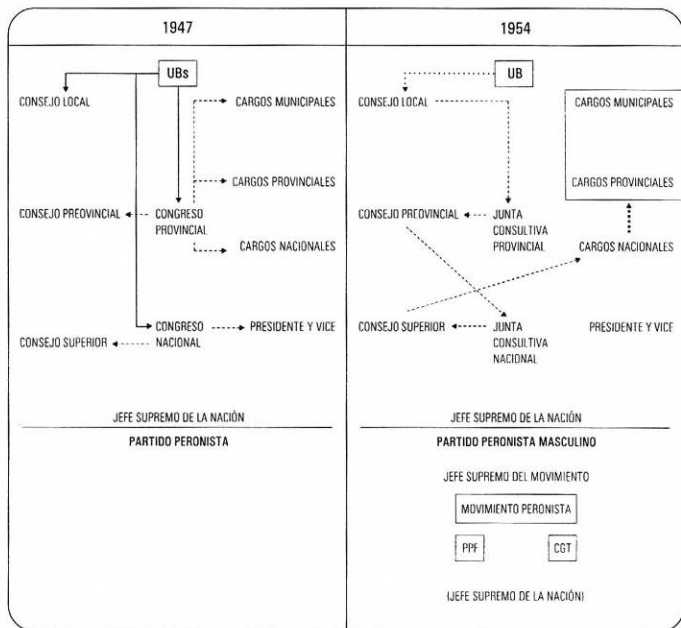 1947
UBs
CONSEJO LOCAL
CARGOS MUNICIPALES
CARGOS PROVINCIALES
CONSEJO PREOVINCIAL
CONGRESO
PROVINCIAL
CARGOS NACIONALES
CONGRESO
NACIONAL
PRESIDENTE Y VICE
CONSEJO SUPERIOR
JEFE SUPREMO DE LA NACIÓN
PARTIDO PERONISTA
1954
UB
CONSEJO LOCAL
CARGOS MUNICIPALES
CARGOS PROVINCIALES
CONSEJO PREOVINCIAL
JUNTA
CONSULTIVA
PROVINCIAL
CARGOS NACIONALES
CONSEJO SUPERIOR
JUNTA
CONSULTIVA
NACIONAL
PRESIDENTE Y VICE
JEFE SUPREMO DE LA NACIÓN
PARTIDO PERONISTA MASCULINO
JEFE SUPREMO DEL MOVIMIENTO
MOVIMIENTO PERONISTA
PPF
CGT
(JEFE SUPREMO DE LA NACIÓN)